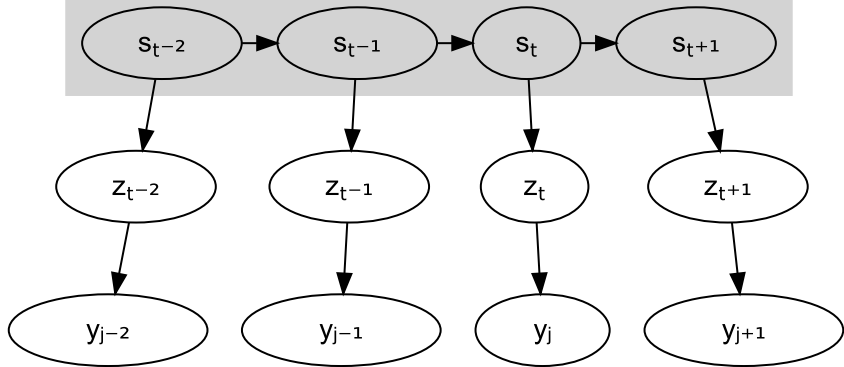 sₜ₋₂ sₜ₋₁ sₜ sₜ₊₁
zₜ₋₂ zₜ₋₁ zₜ zₜ₊₁
yⱼ₋₂ yⱼ₋₁ yⱼ yⱼ₊₁